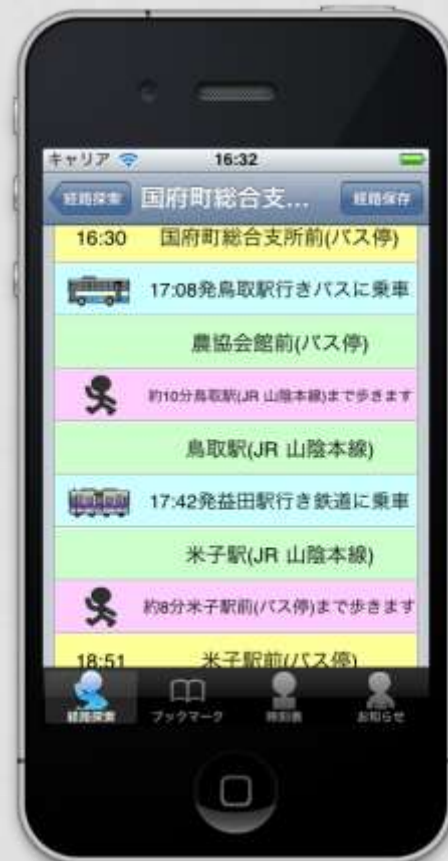 キャリア 16:32
経路探索 国府町総合支... 経路保存
16:30 国府町総合支所前(バス停)
17:08発鳥取駅行きバスに乗車
農協会館前(バス停)
約10分鳥取駅(JR 山陰本線)まで歩きます
鳥取駅(JR 山陰本線)
17:42発益田駅行き鉄道に乗車
米子駅(JR 山陰本線)
約8分米子駅前(バス停)まで歩きます
18:51 米子駅前(バス停)
経路探索 ブックマーク 時刻表 お知らせ